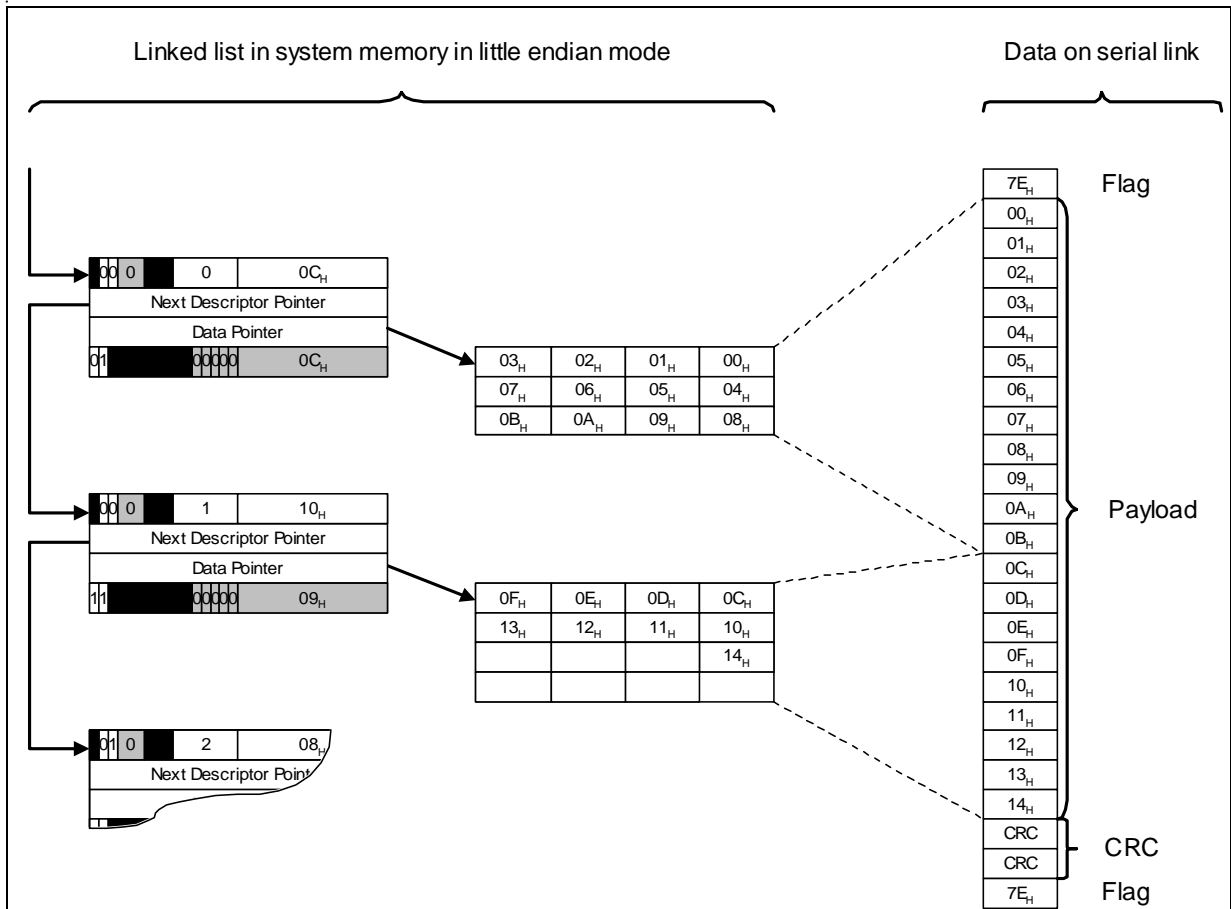 Linked list in system memory in little endian mode
Data on serial link
00 0 0 0CH
Next Descriptor Pointer
Data Pointer
01 00000 0CH
03H 02H 01H 00H
07H 06H 05H 04H
0BH 0AH 09H 08H
00 0 1 10H
Next Descriptor Pointer
Data Pointer
11 00000 09H
0FH 0EH 0DH 0CH
13H 12H 11H 10H
14H
01 0 2 08H
Next Descriptor
7EH Flag
00H
01H
02H
03H
04H
05H
06H
07H
08H
09H
0AH
0BH
Payload
0CH
0DH
0EH
0FH
10H
11H
12H
13H
14H
CRC
CRC
CRC
7EH Flag